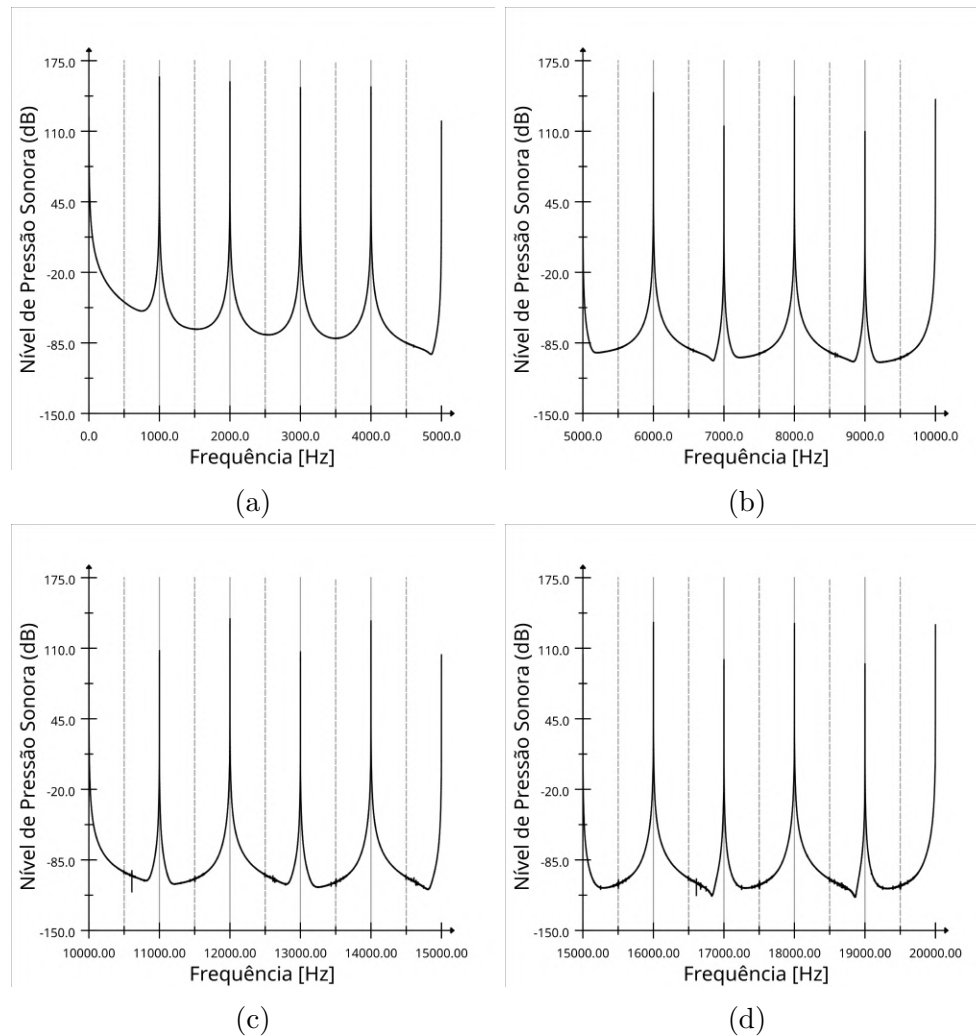 175.0
110.0
45.0
-20.0
-85.0
-150.0
Nível de Pressão Sonora (dB)
0.0 1000.0 2000.0 3000.0 4000.0 5000.0
Frequência [Hz]
(a)
175.0
110.0
45.0
-20.0
-85.0
-150.0
Nível de Pressão Sonora (dB)
5000.0 6000.0 7000.0 8000.0 9000.0 10000.0
Frequência [Hz]
(b)
175.0
110.0
45.0
-20.0
-85.0
-150.0
Nível de Pressão Sonora (dB)
10000.00 11000.00 12000.00 13000.00 14000.00 15000.00
Frequência [Hz]
(c)
175.0
110.0
45.0
-20.0
-85.0
-150.0
Nível de Pressão Sonora (dB)
15000.00 16000.00 17000.00 18000.00 19000.00 20000.00
Frequência [Hz]
(d)